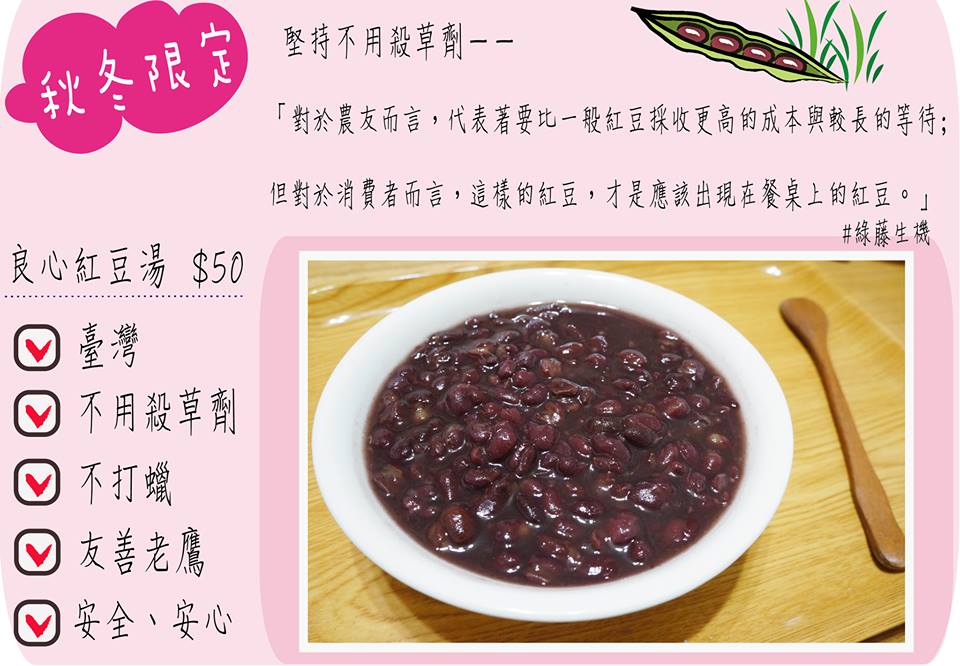 秋冬限定
堅持不用殺草劑——
「對於農友而言，代表著要比一般紅豆採收更高的成本與較長的等待；
但對於消費者而言，這樣的紅豆，才是應該出現在餐桌上的紅豆。」
#綠藤生機
良心紅豆湯 $50
臺灣
不用殺草劑
不打蠟
友善老鷹
安全、安心